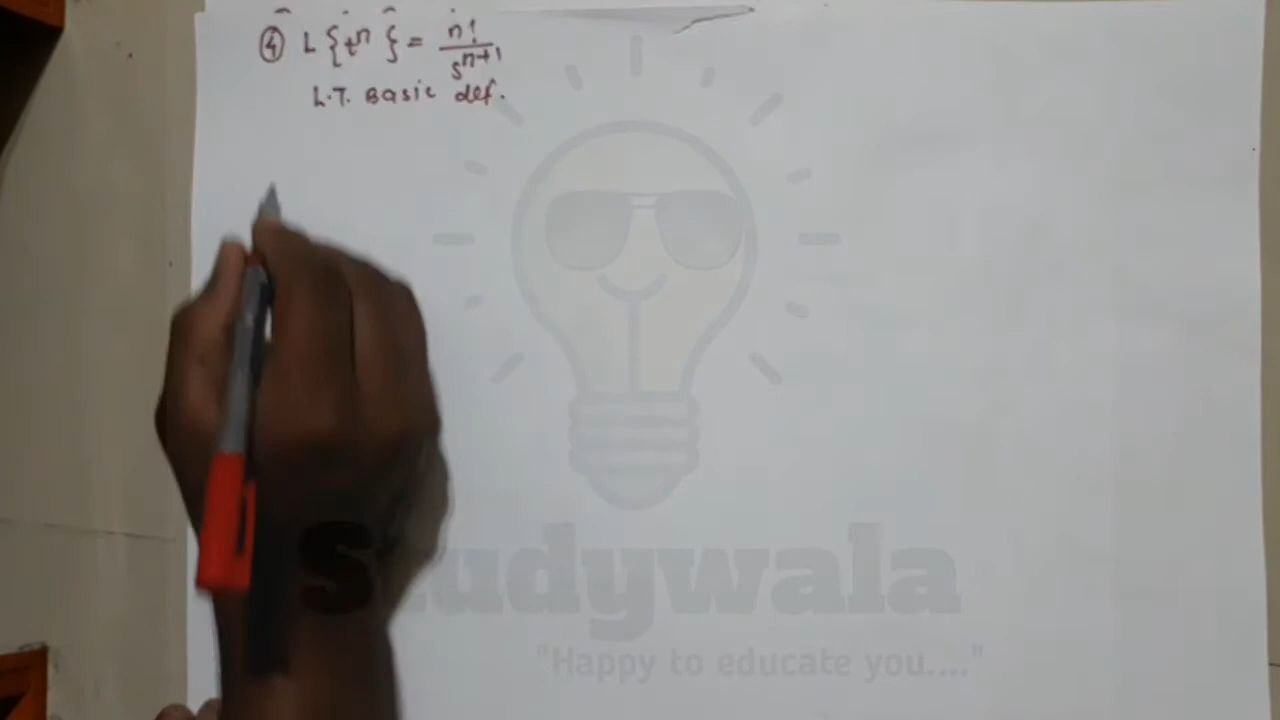 ④ L{tⁿ} = n!/sⁿ⁺¹
L.T. Basic def.
studywala
"Happy to educate you...."